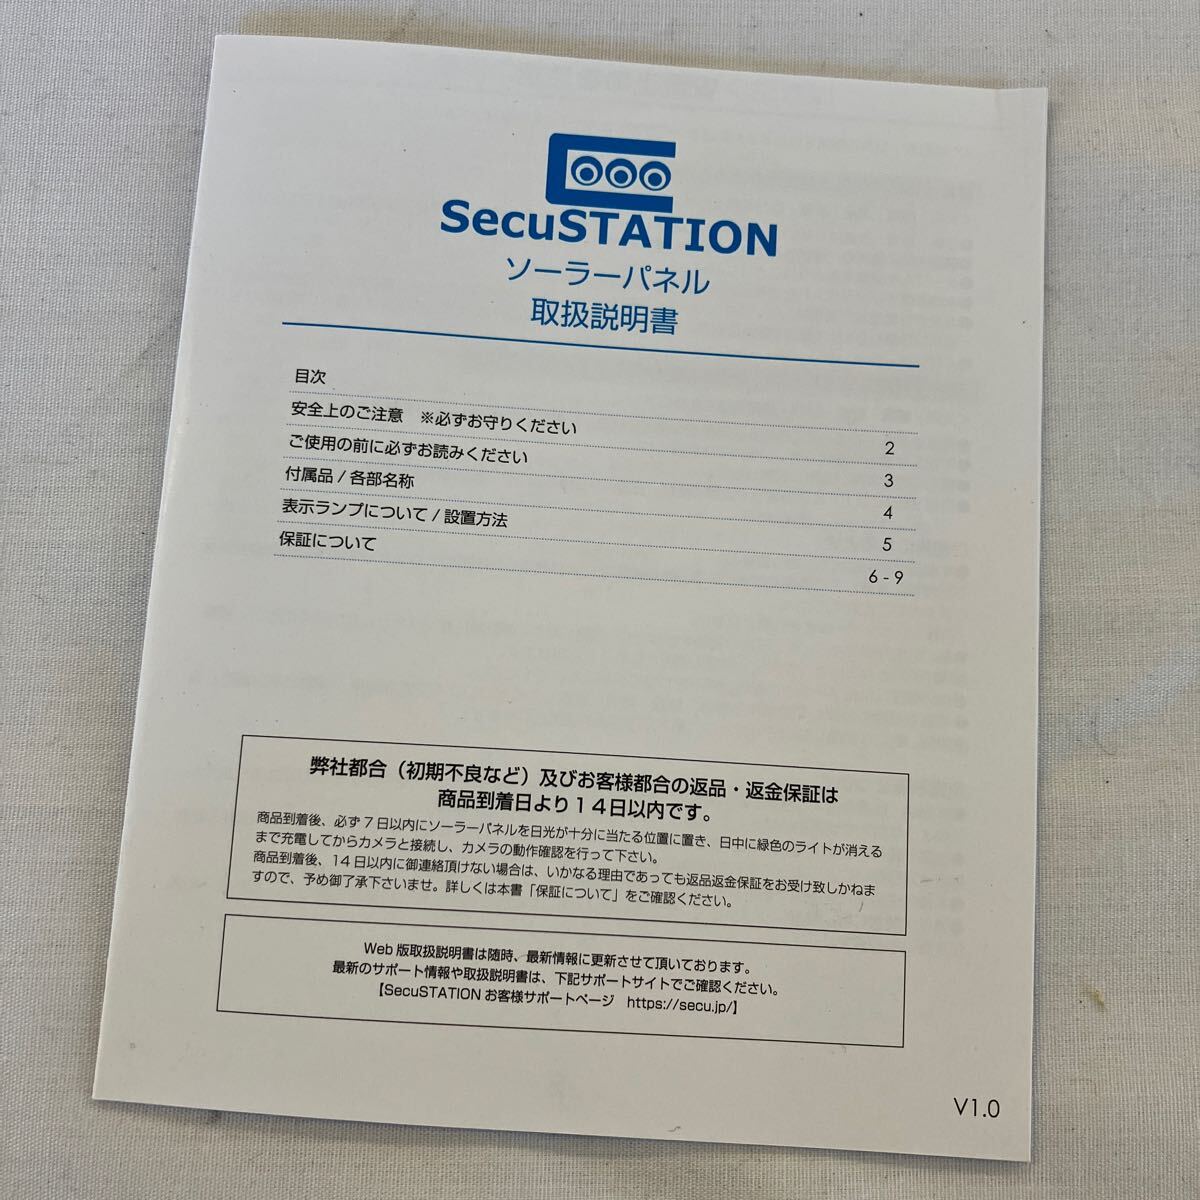 SecuSTATION
ソーラーパネル
取扱説明書
目次
安全上のご注意　※必ずお守りください 2
ご使用の前に必ずお読みください 3
付属品 / 各部名称 4
表示ランプについて / 設置方法 5
保証について 6 - 9
弊社都合（初期不良など）及びお客様都合の返品・返金保証は
商品到着日より１４日以内です。
商品到着後、必ず 7 日以内にソーラーパネルを日光が十分に当たる位置に置き、日中に緑色のライトが消える
まで充電してからカメラと接続し、カメラの動作確認を行って下さい。
商品到着後、14 日以内に御連絡頂けない場合は、いかなる理由であっても返品返金保証をお受け致しかねま
すので、予め御了承下さいませ。詳しくは本書「保証について」をご確認ください。
Web 版取扱説明書は随時、最新情報に更新させて頂いております。
最新のサポート情報や取扱説明書は、下記サポートサイトでご確認ください。
【SecuSTATION お客様サポートページ　https://secu.jp/】
V1.0